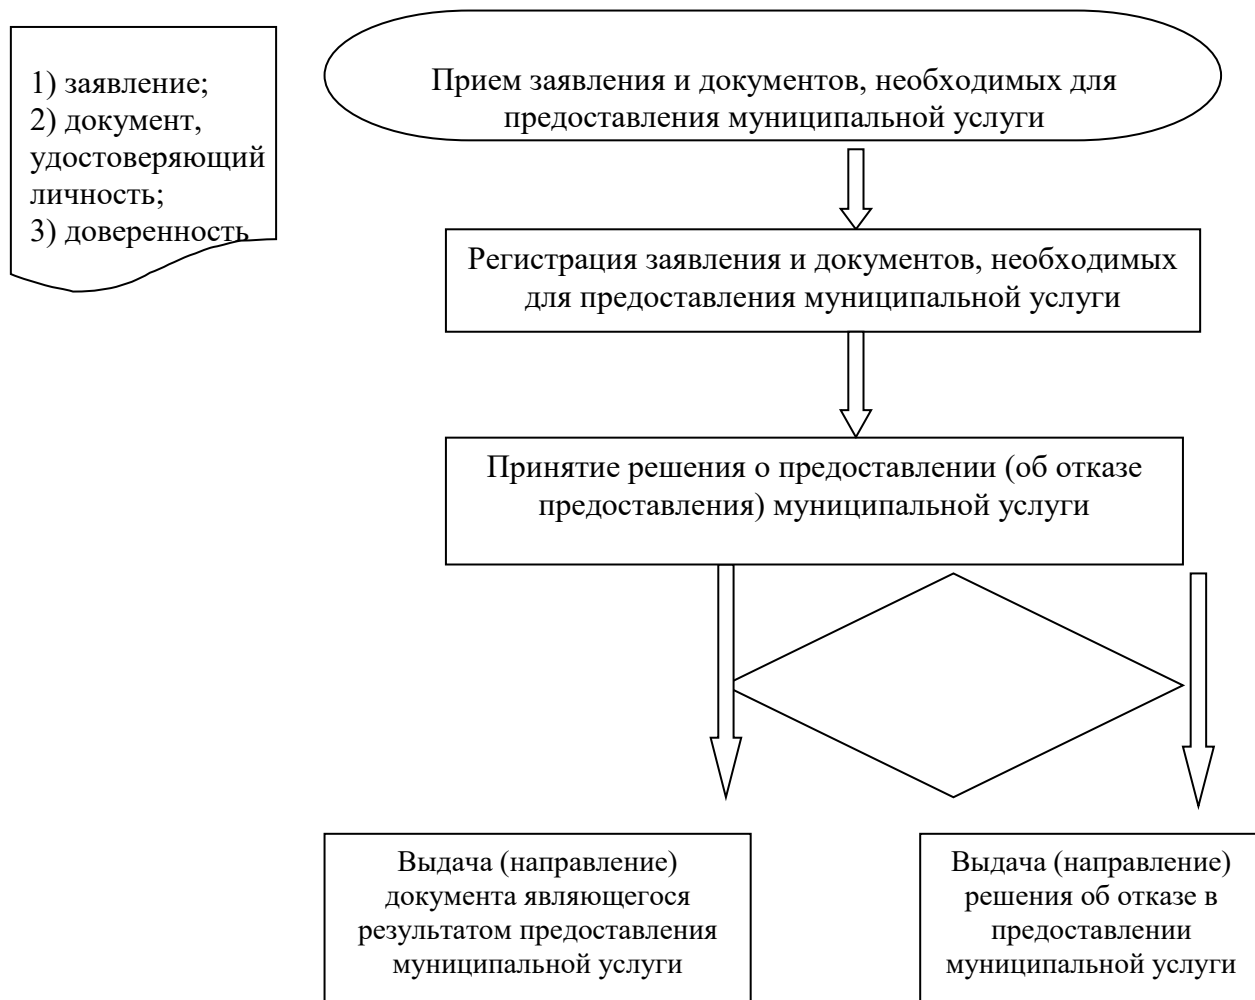 1) заявление;
2) документ,
удостоверяющий
личность;
3) доверенность
Прием заявления и документов, необходимых для
предоставления муниципальной услуги
Регистрация заявления и документов, необходимых
для предоставления муниципальной услуги
Принятие решения о предоставлении (об отказе
предоставления) муниципальной услуги
Выдача (направление)
документа являющегося
результатом предоставления
муниципальной услуги
Выдача (направление)
решения об отказе в
предоставлении
муниципальной услуги